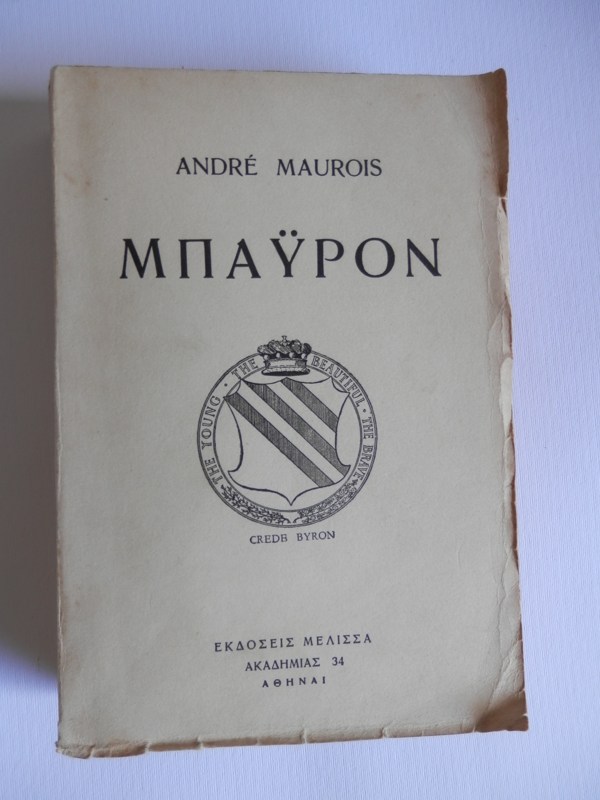 ANDRÉ MAUROIS
ΜΠΑΫΡΟΝ
THE YOUNG · THE BEAUTIFUL · THE BRAVE
CREDE BYRON
ΕΚΔΟΣΕΙΣ ΜΕΛΙΣΣΑ
ΑΚΑΔΗΜΙΑΣ 34
ΑΘΗΝΑΙ